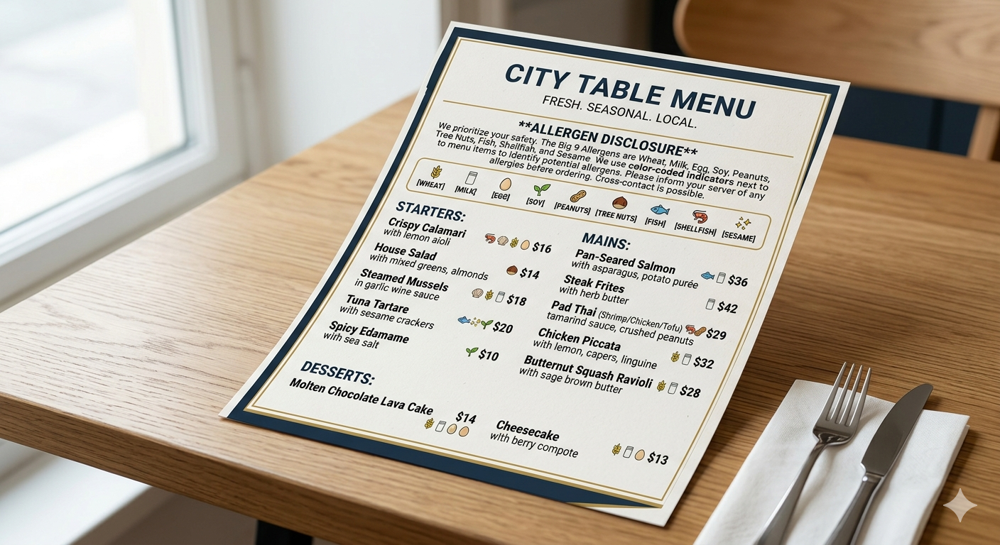 CITY TABLE MENU
FRESH. SEASONAL. LOCAL.
**ALLERGEN DISCLOSURE**
We prioritize your safety. The Big 9 Allergens are Wheat, Milk, Egg, Soy, Peanuts,
Tree Nuts, Fish, Shallfiah, and Sesame. We use color-coded indicaters next to
to menu items to Identify potential allergens. Please inform your server of any
allergies before ordering. Cross-contact is possible.
[WHEAT] [MILK] [EGE] [SOY] [PEANUTS] [TREE NUTS] [FISH] [SHELLFISH] [SESAME]
STARTERS:
Crispy Calamari
with lemon aioli $16
House Salad
with mixed greens, almonds $14
Steamed Mussels
in garlic wine sauce $18
Tuna Tartare
with sesame crackers $20
Spicy Edamame
with sea salt $10
MAINS:
Pan-Seared Salmon
with asparagus, potato purée $36
Steak Frites
with herb butter $42
Pad Thai (Shrimp/Chicken/Tofu) $29
tamarind sauce, crushed peanuts
Chicken Piccata
with lemon, capers, linguine $32
Butternut Squash Ravioli $28
with sage brown butter
DESSERTS:
Molten Chocolate Lava Cake $14
Cheesecake
with berry compote $13